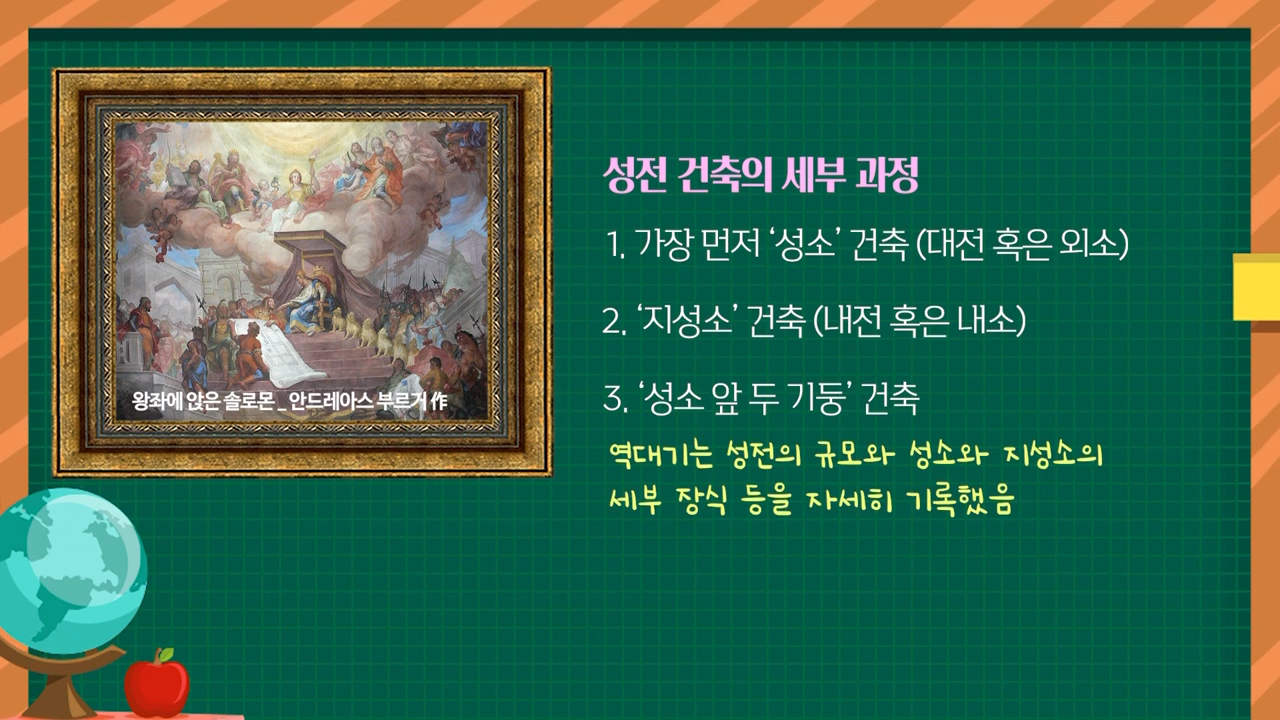 성전 건축의 세부 과정
1. 가장 먼저 ‘성소’ 건축 (대전 혹은 외소)
2. ‘지성소’ 건축 (내전 혹은 내소)
3. ‘성소 앞 두 기둥’ 건축
역대기는 성전의 규모와 성소와 지성소의
세부 장식 등을 자세히 기록했음
왕좌에 앉은 솔로몬 _ 안드레아스 부르거 作